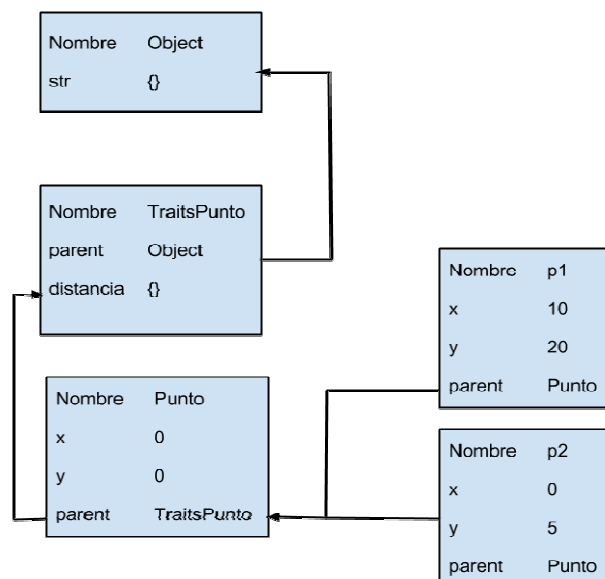 Nombre Object
str {}
Nombre TraitsPunto
parent Object
distancia {}
Nombre p1
x 10
y 20
parent Punto
Nombre Punto
x 0
y 0
parent TraitsPunto
Nombre p2
x 0
y 5
parent Punto